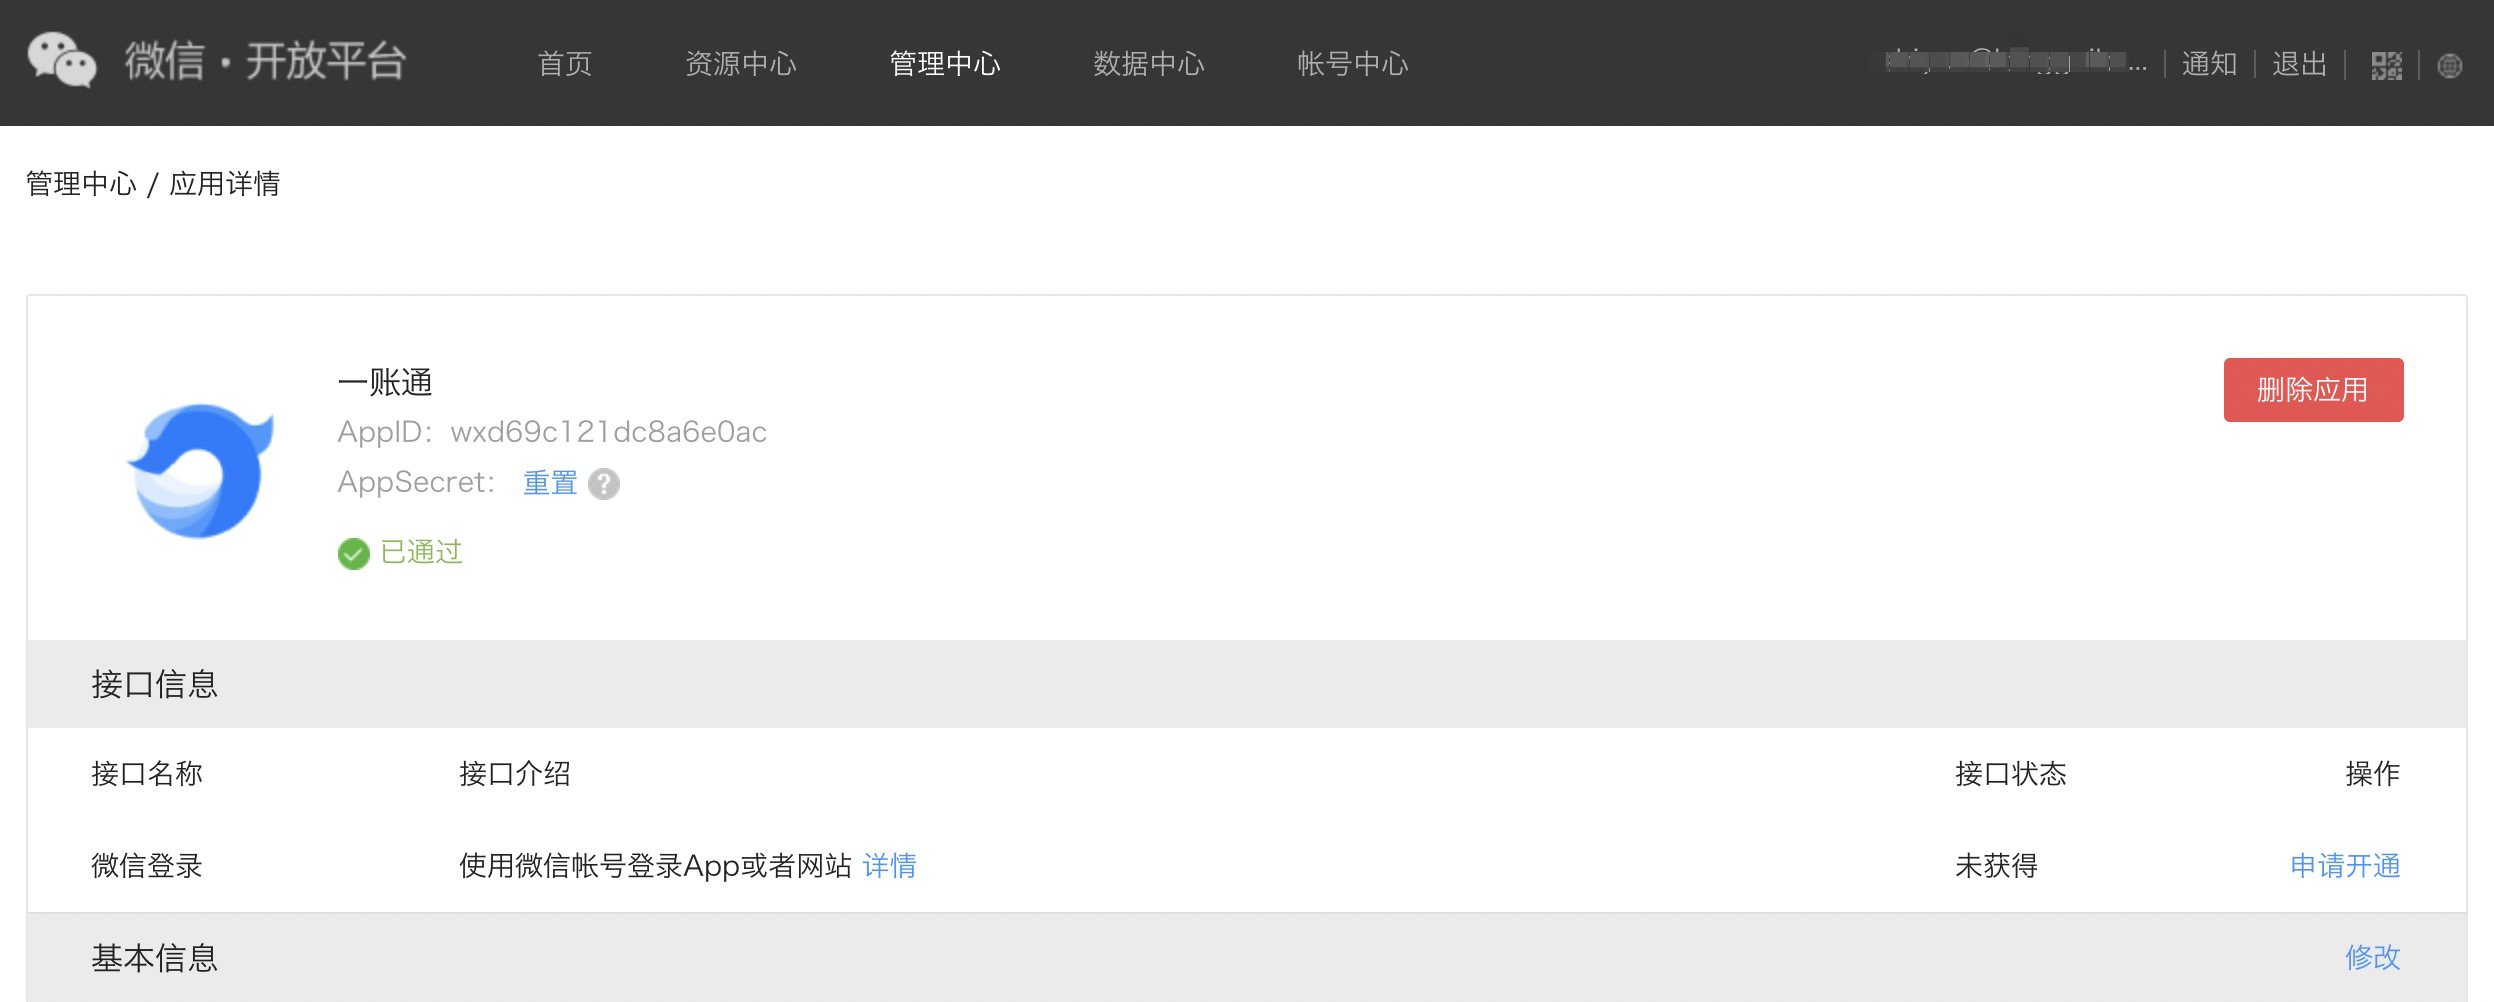 微信·开放平台 首页 资源中心 管理中心 数据中心 帐号中心 通知 退出
管理中心 / 应用详情
一账通
删除应用
AppID： wxd69c121dc8a6e0ac
AppSecret： 重置 ?
已通过
接口信息
接口名称 接口介绍 接口状态 操作
微信登录 使用微信帐号登录App或者网站 详情 未获得 申请开通
基本信息 修改